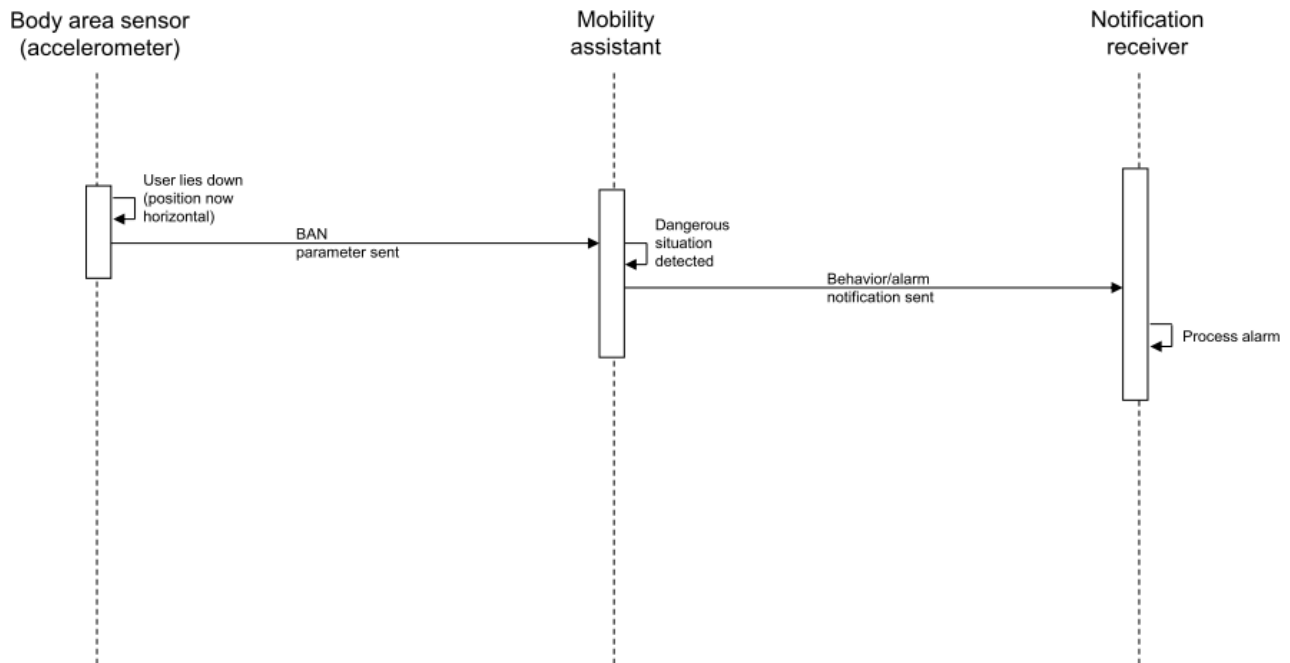 Body area sensor
(accelerometer)
Mobility
assistant
Notification
receiver
User lies down
(position now
horizontal)
BAN
parameter sent
Dangerous
situation
detected
Behavior/alarm
notification sent
Process alarm